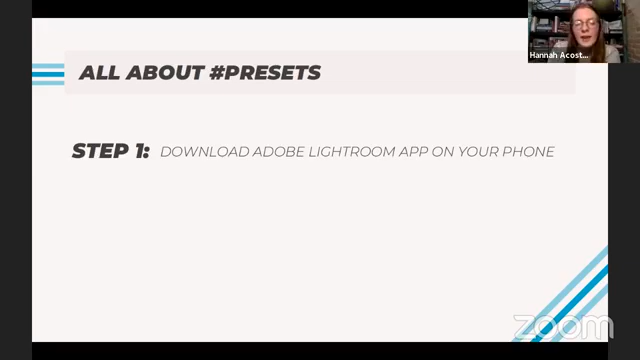 ALL ABOUT #PRESETS
Hannah Acost...
STEP 1: DOWNLOAD ADOBE LIGHTROOM APP ON YOUR PHONE
zoom